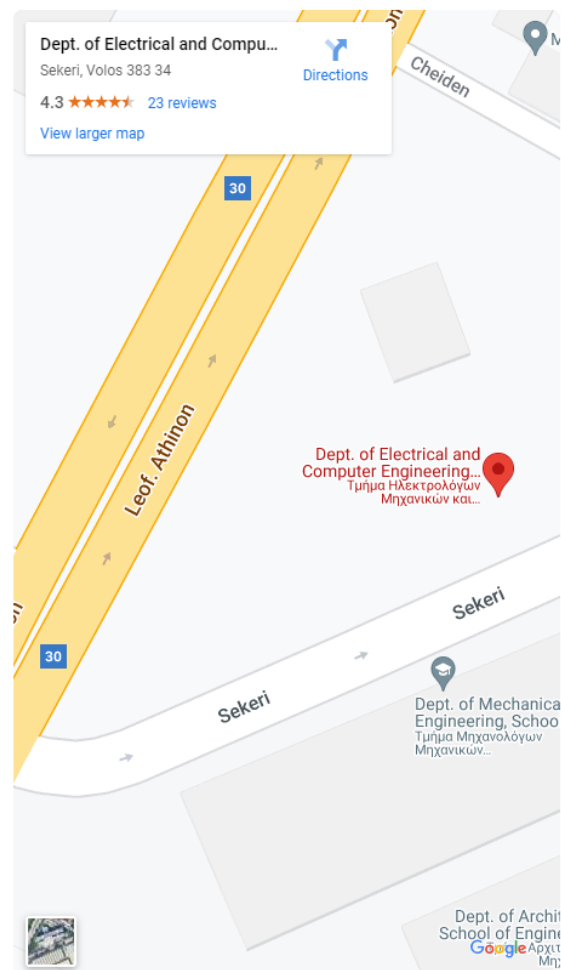 Dept. of Electrical and Compu...
Directions
Sekeri, Volos 383 34
4.3
23 reviews
View larger map
Cheiden
30
Leof. Athinon
Dept. of Electrical and
Computer Engineering...
Τμήμα Ηλεκτρολόγων
Μηχανικών και...
Sekeri
30
Sekeri
Dept. of Mechanica
Engineering, Schoo
Τμήμα Μηχανολόγων
Μηχανικών...
Dept. of Archit
School of Engine
Google